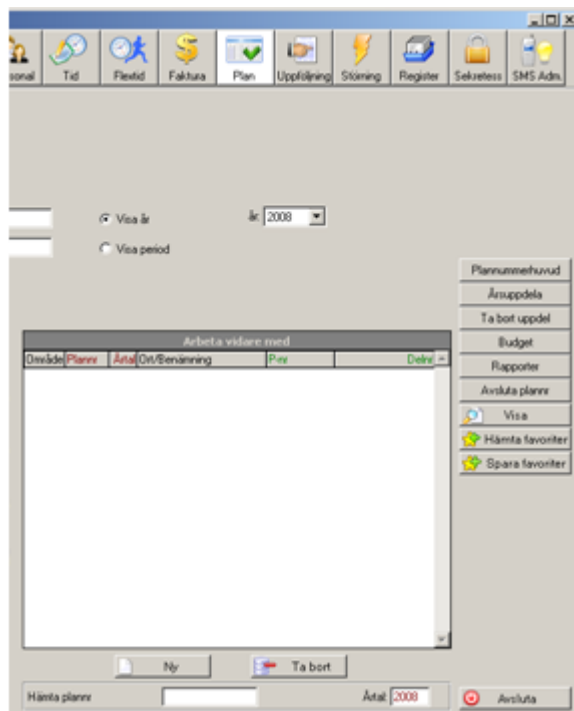 sonal Tid Flextid Faktura Plan Uppföljning Störning Register Sekretess SMS Adm.
Visa år år: 2008
Visa period
Plannummerhuvud
Årsuppdela
Ta bort uppdel
Budget
Rapporter
Avsluta plannr
Visa
Hämta favoriter
Spara favoriter
Arbeta vidare med
Område Plannr Årtal Ort/Benämning P-nr Delnr
Ny Ta bort
Hämta plannr Årtal: 2008
Avsluta